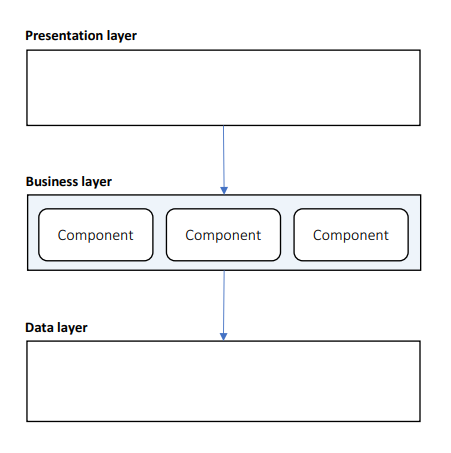 Presentation layer
Business layer
Component
Component
Component
Data layer